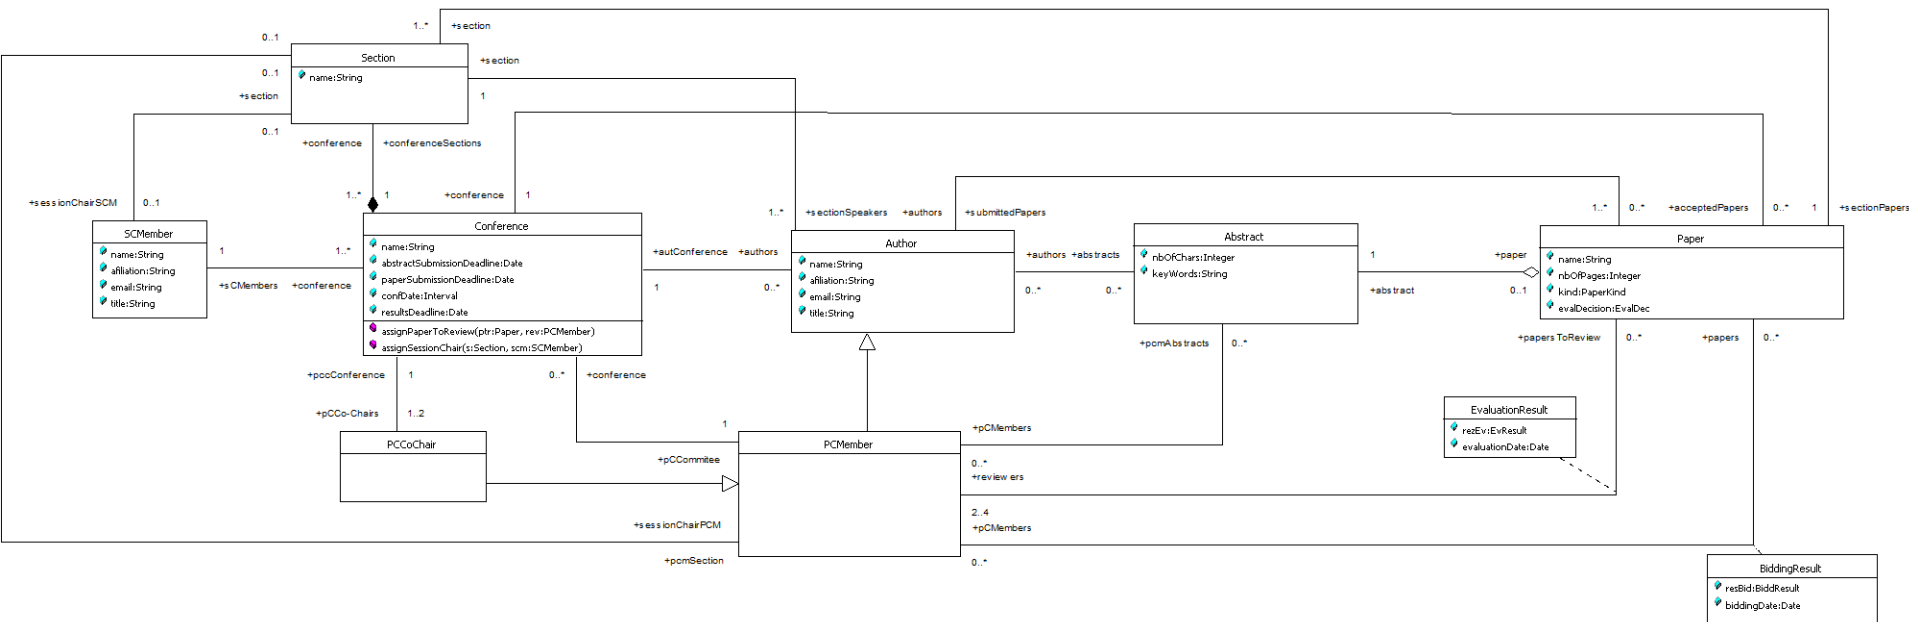 1..*
+section
0..1
Section
name:String
+section
0..1
+section
1
0..1
+conference
+conferenceSections
1..*
1
+conference
1
+sessionChairSCM
0..1
1..*
+sectionSpeakers
+authors
+submittedPapers
1..*
0..*
+acceptedPapers
0..*
1
+sectionPapers
SCMember
name:String
afiliation:String
email:String
title:String
1
1..*
+sCMembers
+conference
Conference
name:String
abstractSubmissionDeadline:Date
paperSubmissionDeadline:Date
confDate:Interval
resultsDeadline:Date
assignPaperToReview(ptr:Paper, rev:PCMember)
assignSessionChair(s:Section, scm:SCMember)
+autConference
+authors
1
0..*
Author
name:String
afiliation:String
email:String
title:String
+authors
+abstracts
0..*
0..*
Abstract
nbOfChars:Integer
keyWords:String
1
+paper
+abstract
0..1
Paper
name:String
nbOfPages:Integer
kind:PaperKind
evalDecision:EvalDec
+pcmAbstracts
0..*
+papersToReview
0..*
+papers
0..*
+pccConference
1
0..*
+conference
+pCCo-Chairs
1..2
1
PCCoChair
+pCCommitee
PCMember
+pCMembers
0..*
+reviewers
2..4
+pCMembers
0..*
+sessionChairPCM
+pcmSection
EvaluationResult
rezEv:EvResult
evaluationDate:Date
BiddingResult
resBid:BiddResult
biddingDate:Date